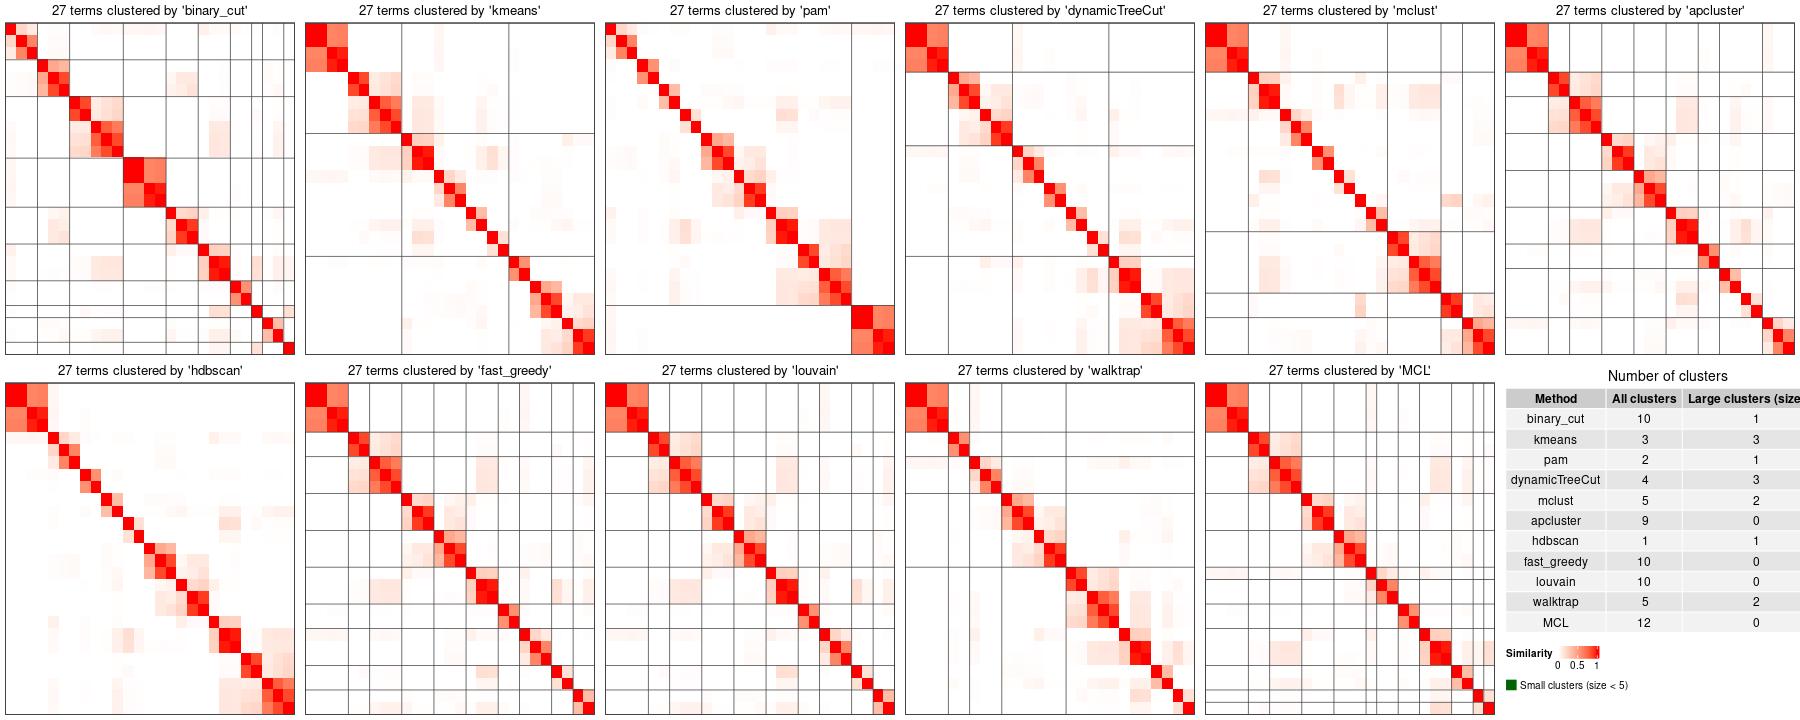 27 terms clustered by 'binary_cut'
27 terms clustered by 'kmeans'
27 terms clustered by 'pam'
27 terms clustered by 'dynamicTreeCut'
27 terms clustered by 'mclust'
27 terms clustered by 'apcluster'
27 terms clustered by 'hdbscan'
27 terms clustered by 'fast_greedy'
27 terms clustered by 'louvain'
27 terms clustered by 'walktrap'
27 terms clustered by 'MCL'
Number of clusters
Method All clusters Large clusters (size
binary_cut 10 1
kmeans 3 3
pam 2 1
dynamicTreeCut 4 3
mclust 5 2
apcluster 9 0
hdbscan 1 1
fast_greedy 10 0
louvain 10 0
walktrap 5 2
MCL 12 0
Similarity
0 0.5 1
Small clusters (size < 5)